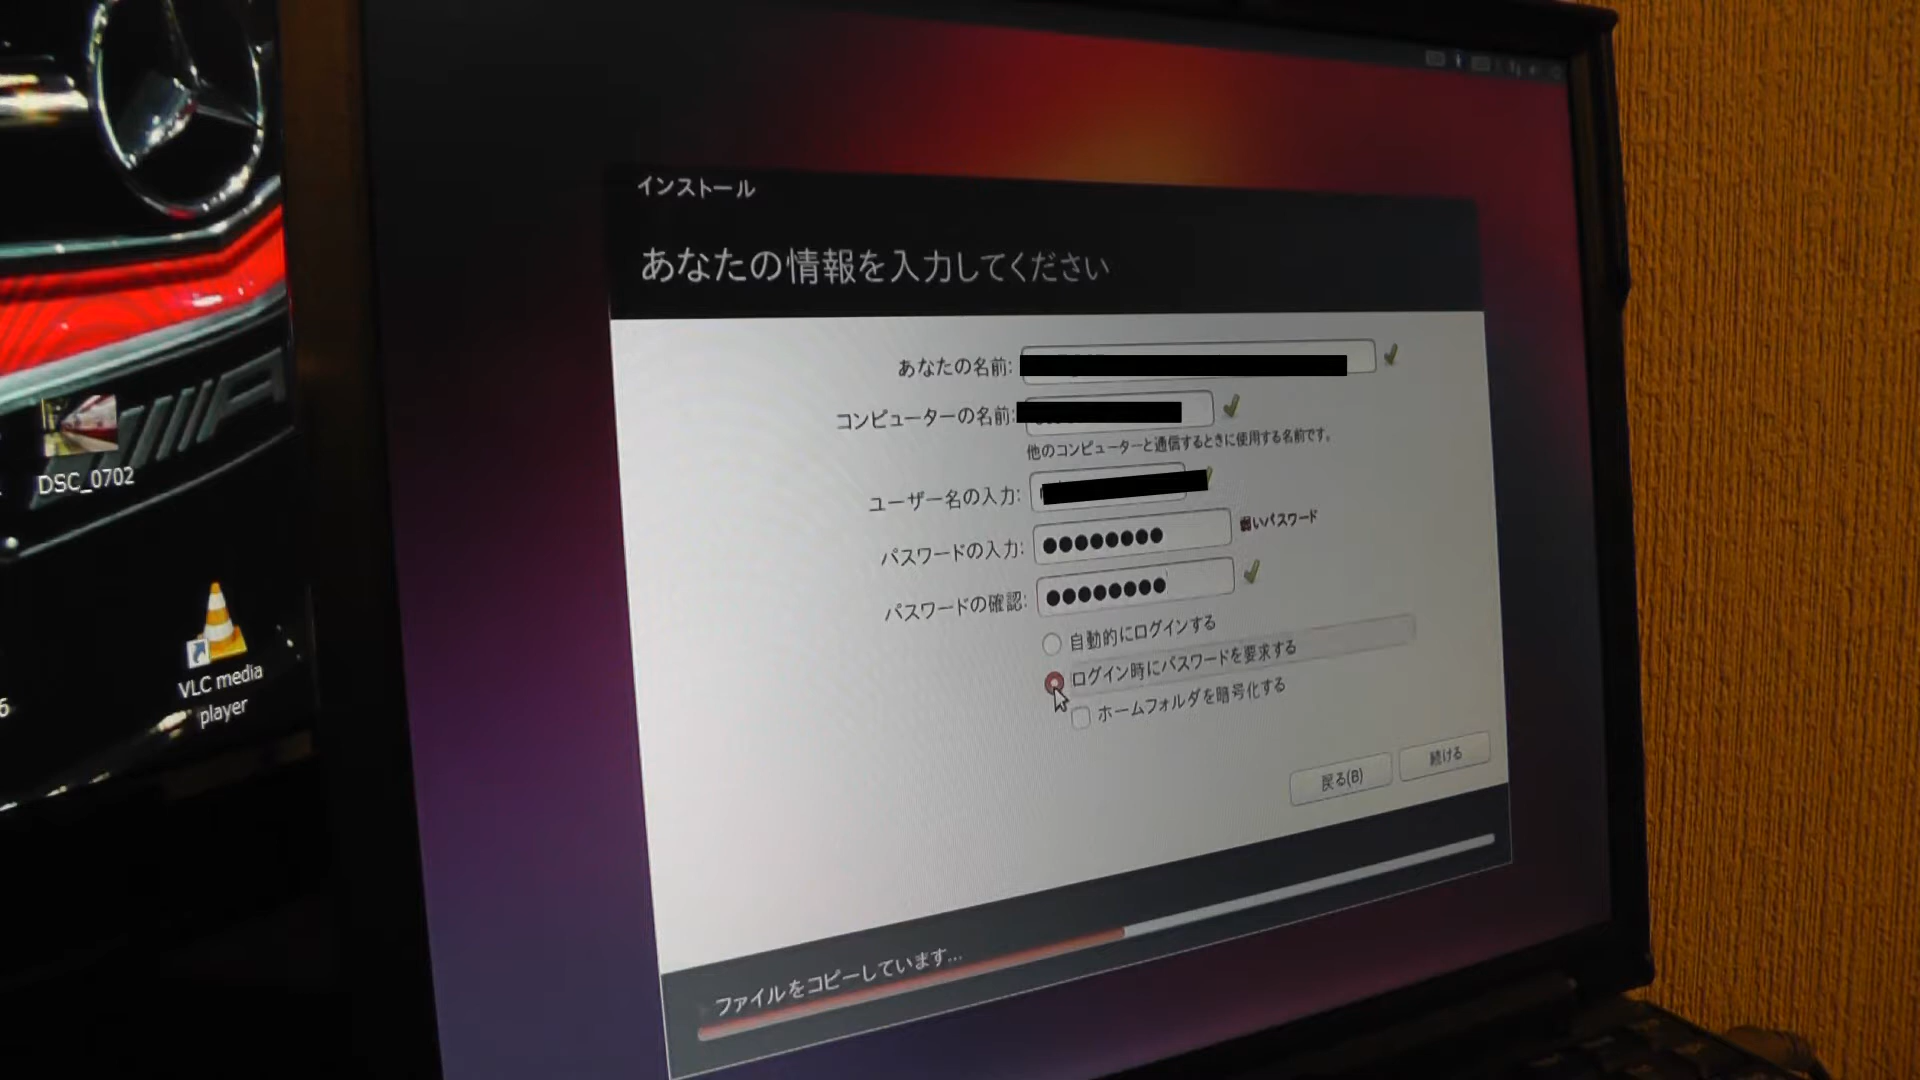 インストール
あなたの情報を入力してください
あなたの名前:
コンピューターの名前:
他のコンピューターと通信するときに使用する名前です。
ユーザー名の入力:
パスワードの入力:
弱いパスワード
パスワードの確認:
自動的にログインする
ログイン時にパスワードを要求する
ホームフォルダを暗号化する
戻る(B)
続ける
ファイルをコピーしています...
DSC_0702
VLC media
player